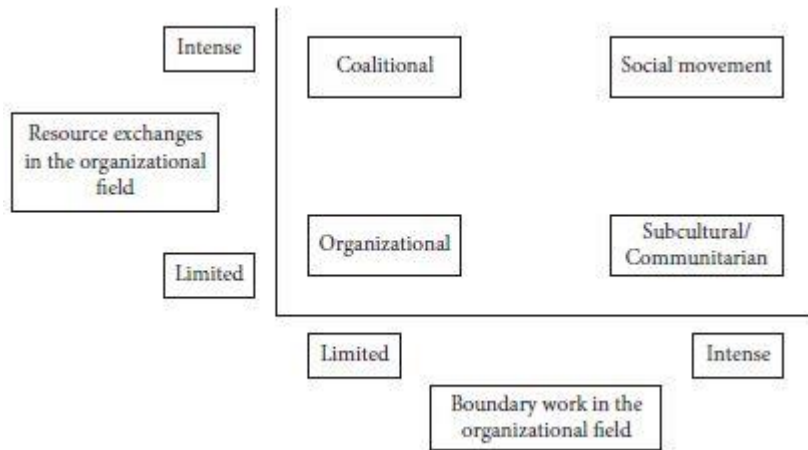 Intense
Coalitional
Social movement
Resource exchanges
in the organizational
field
Organizational
Subcultural/
Communitarian
Limited
Limited
Intense
Boundary work in the
organizational field